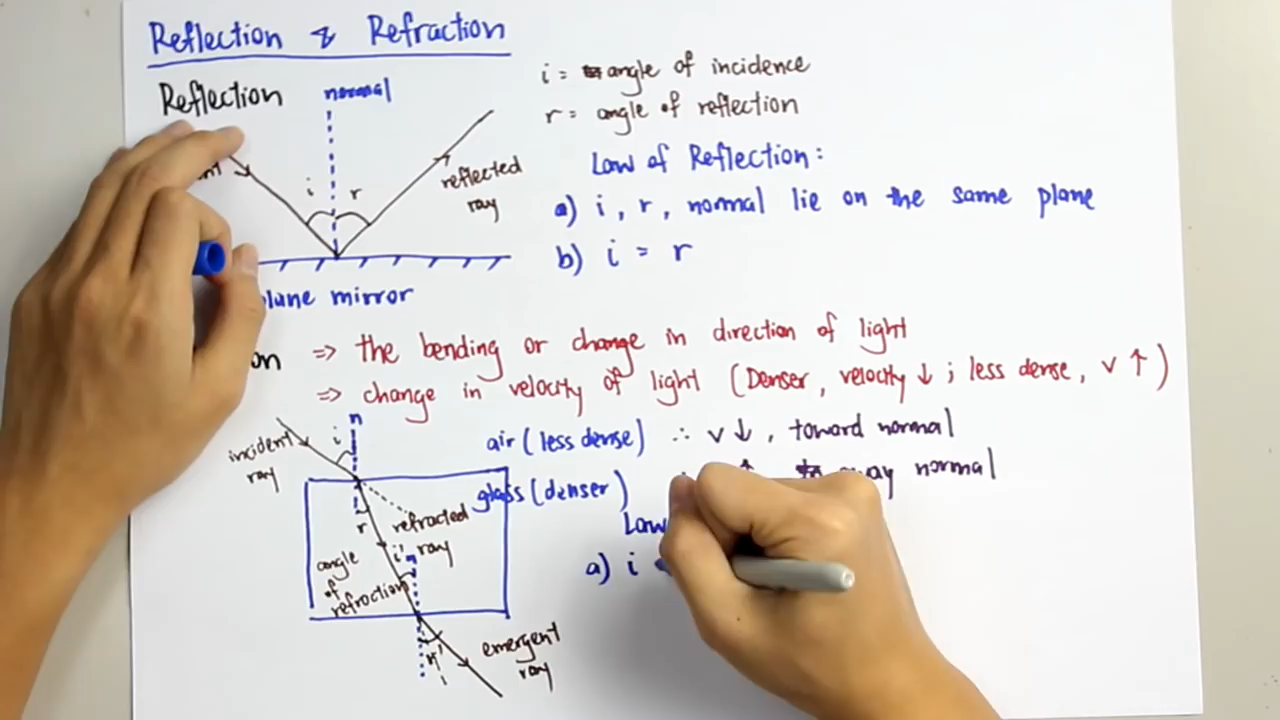 Reflection & Refraction
Reflection
normal
i = angle of incidence
r = angle of reflection
Law of Reflection:
i r
reflected
ray
a) i, r, normal lie on the same plane
b) i = r
plane mirror
=> the bending or change in direction of light
=> change in velocity of light (Denser, velocity ↓ ; less dense, v ↑)
n
i
incident
ray
air (less dense) ∴ v ↓, toward normal
glass (denser) normal
Law
a) i
r
refracted
ray
i'
angle
of
refraction
r'
emergent
ray